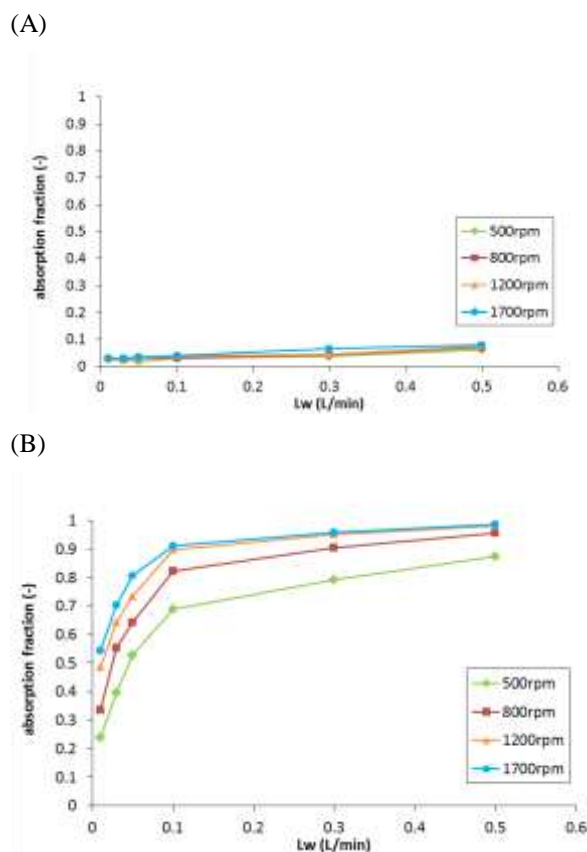 (A)
1
0.9
0.8
0.7
0.6
0.5
0.4
0.3
0.2
0.1
0
absorption fraction (-)
500rpm
800rpm
1200rpm
1700rpm
0 0.1 0.2 0.3 0.4 0.5 0.6
Lw (L/min)
(B)
1
0.9
0.8
0.7
0.6
0.5
0.4
0.3
0.2
0.1
0
absorption fraction (-)
500rpm
800rpm
1200rpm
1700rpm
0 0.1 0.2 0.3 0.4 0.5 0.6
Lw (L/min)